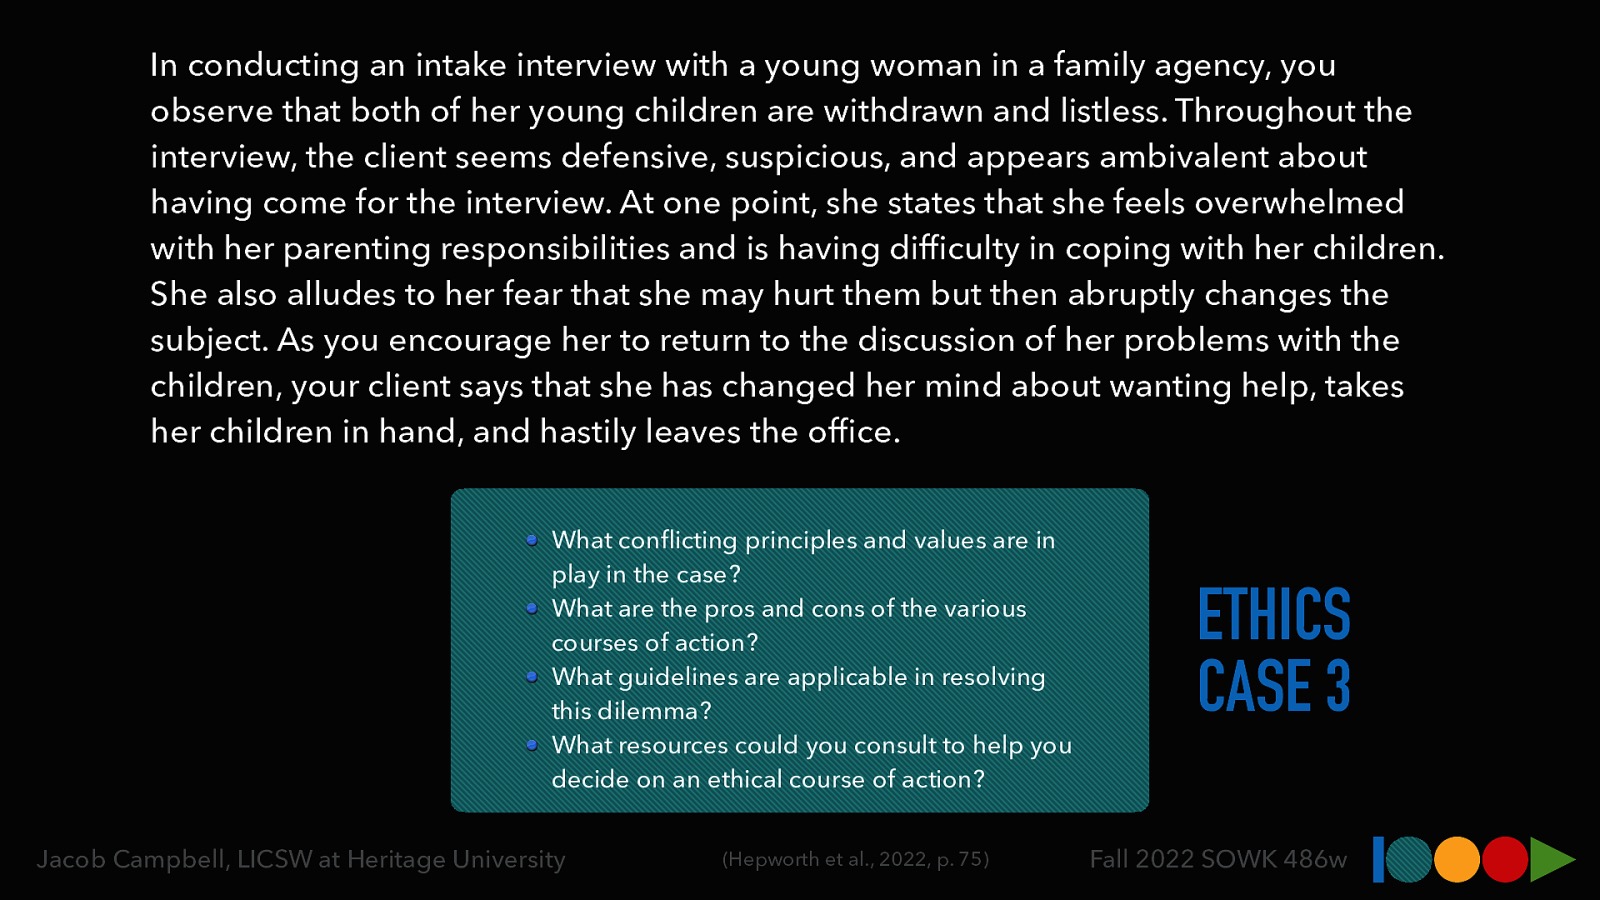 In conducting an intake interview with a young woman in a family agency, you
observe that both of her young children are withdrawn and listless. Throughout the
interview, the client seems defensive, suspicious, and appears ambivalent about
having come for the interview. At one point, she states that she feels overwhelmed
with her parenting responsibilities and is having difficulty in coping with her children.
She also alludes to her fear that she may hurt them but then abruptly changes the
subject. As you encourage her to return to the discussion of her problems with the
children, your client says that she has changed her mind about wanting help, takes
her children in hand, and hastily leaves the office.
• What conflicting principles and values are in
play in the case?
• What are the pros and cons of the various
courses of action?
• What guidelines are applicable in resolving
this dilemma?
• What resources could you consult to help you
decide on an ethical course of action?
ETHICS
CASE 3
Jacob Campbell, LICSW at Heritage University
(Hepworth et al., 2022, p. 75)
Fall 2022 SOWK 486w